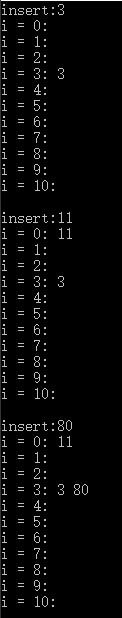 insert:3
i = 0:
i = 1:
i = 2:
i = 3: 3
i = 4:
i = 5:
i = 6:
i = 7:
i = 8:
i = 9:
i = 10:
insert:11
i = 0: 11
i = 1:
i = 2:
i = 3: 3
i = 4:
i = 5:
i = 6:
i = 7:
i = 8:
i = 9:
i = 10:
insert:80
i = 0: 11
i = 1:
i = 2:
i = 3: 3 80
i = 4:
i = 5:
i = 6:
i = 7:
i = 8:
i = 9:
i = 10: